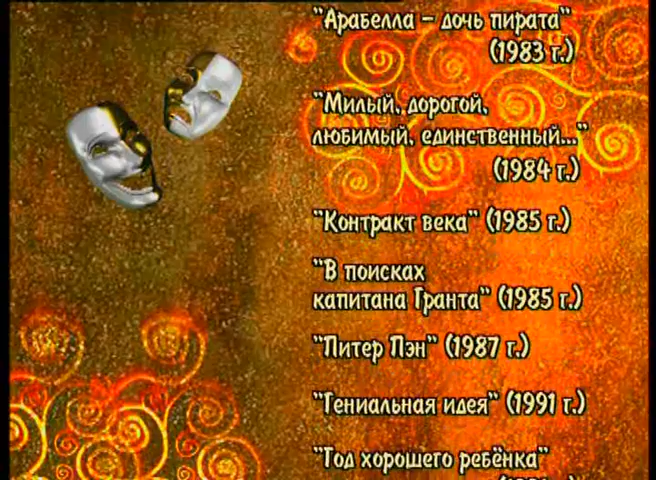 "Арабелла – дочь пирата"
(1983 г.)
"Милый, дорогой,
любимый, единственный..."
(1984 г.)
"Контракт века" (1985 г.)
"В поисках
капитана Гранта" (1985 г.)
"Питер Пэн" (1987 г.)
"Гениальная идея" (1991 г.)
"Год хорошего ребёнка"